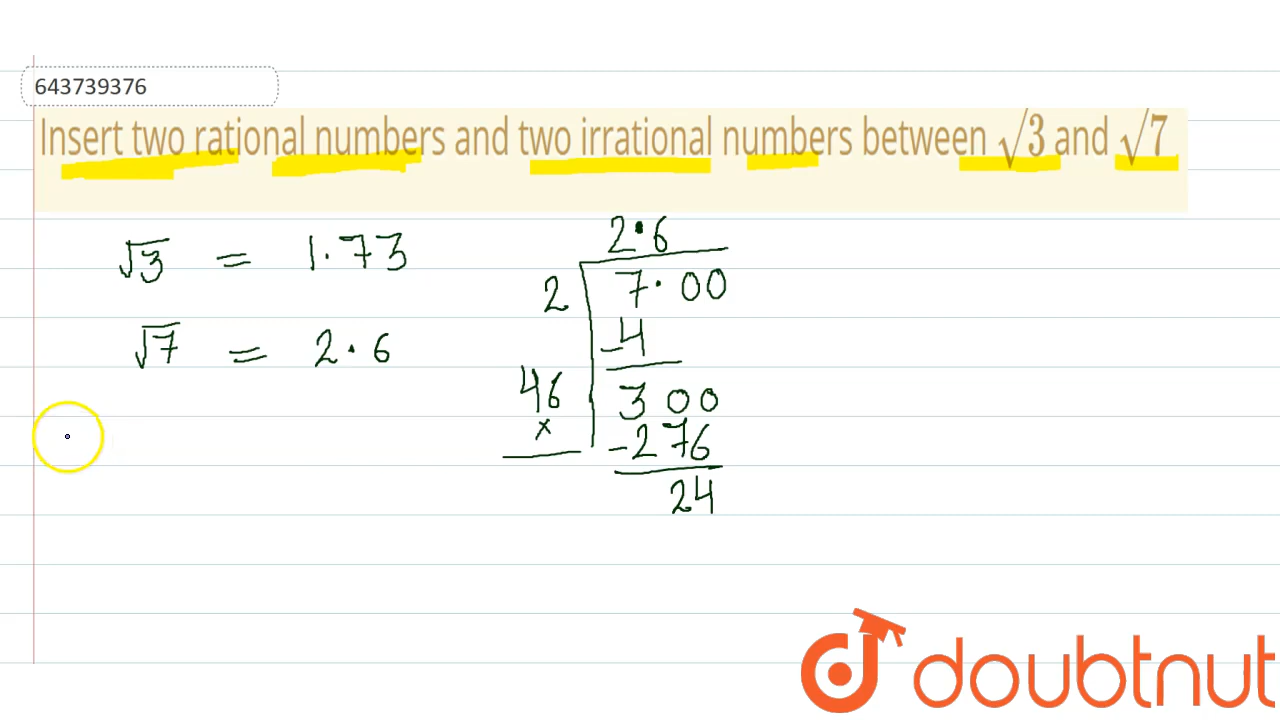 643739376
Insert two rational numbers and two irrational numbers between √3 and √7
√3 = 1.73
√7 = 2.6
2.6
2 7.00
-4
46 300
x -276
24
doubtnut